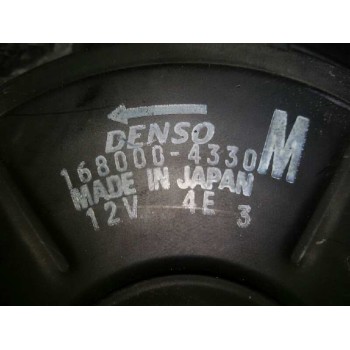 DENSO
168000-4330 M
MADE IN JAPAN
12V 4E 3